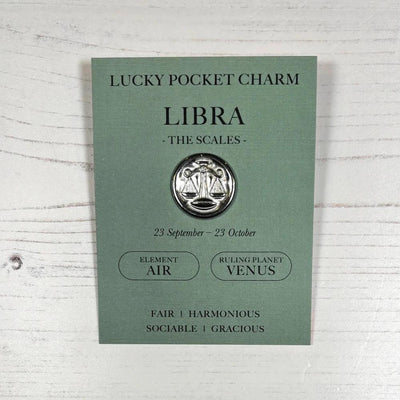 LUCKY POCKET CHARM
LIBRA
- THE SCALES -
23 September – 23 October
ELEMENT
AIR
RULING PLANET
VENUS
FAIR | HARMONIOUS
SOCIABLE | GRACIOUS